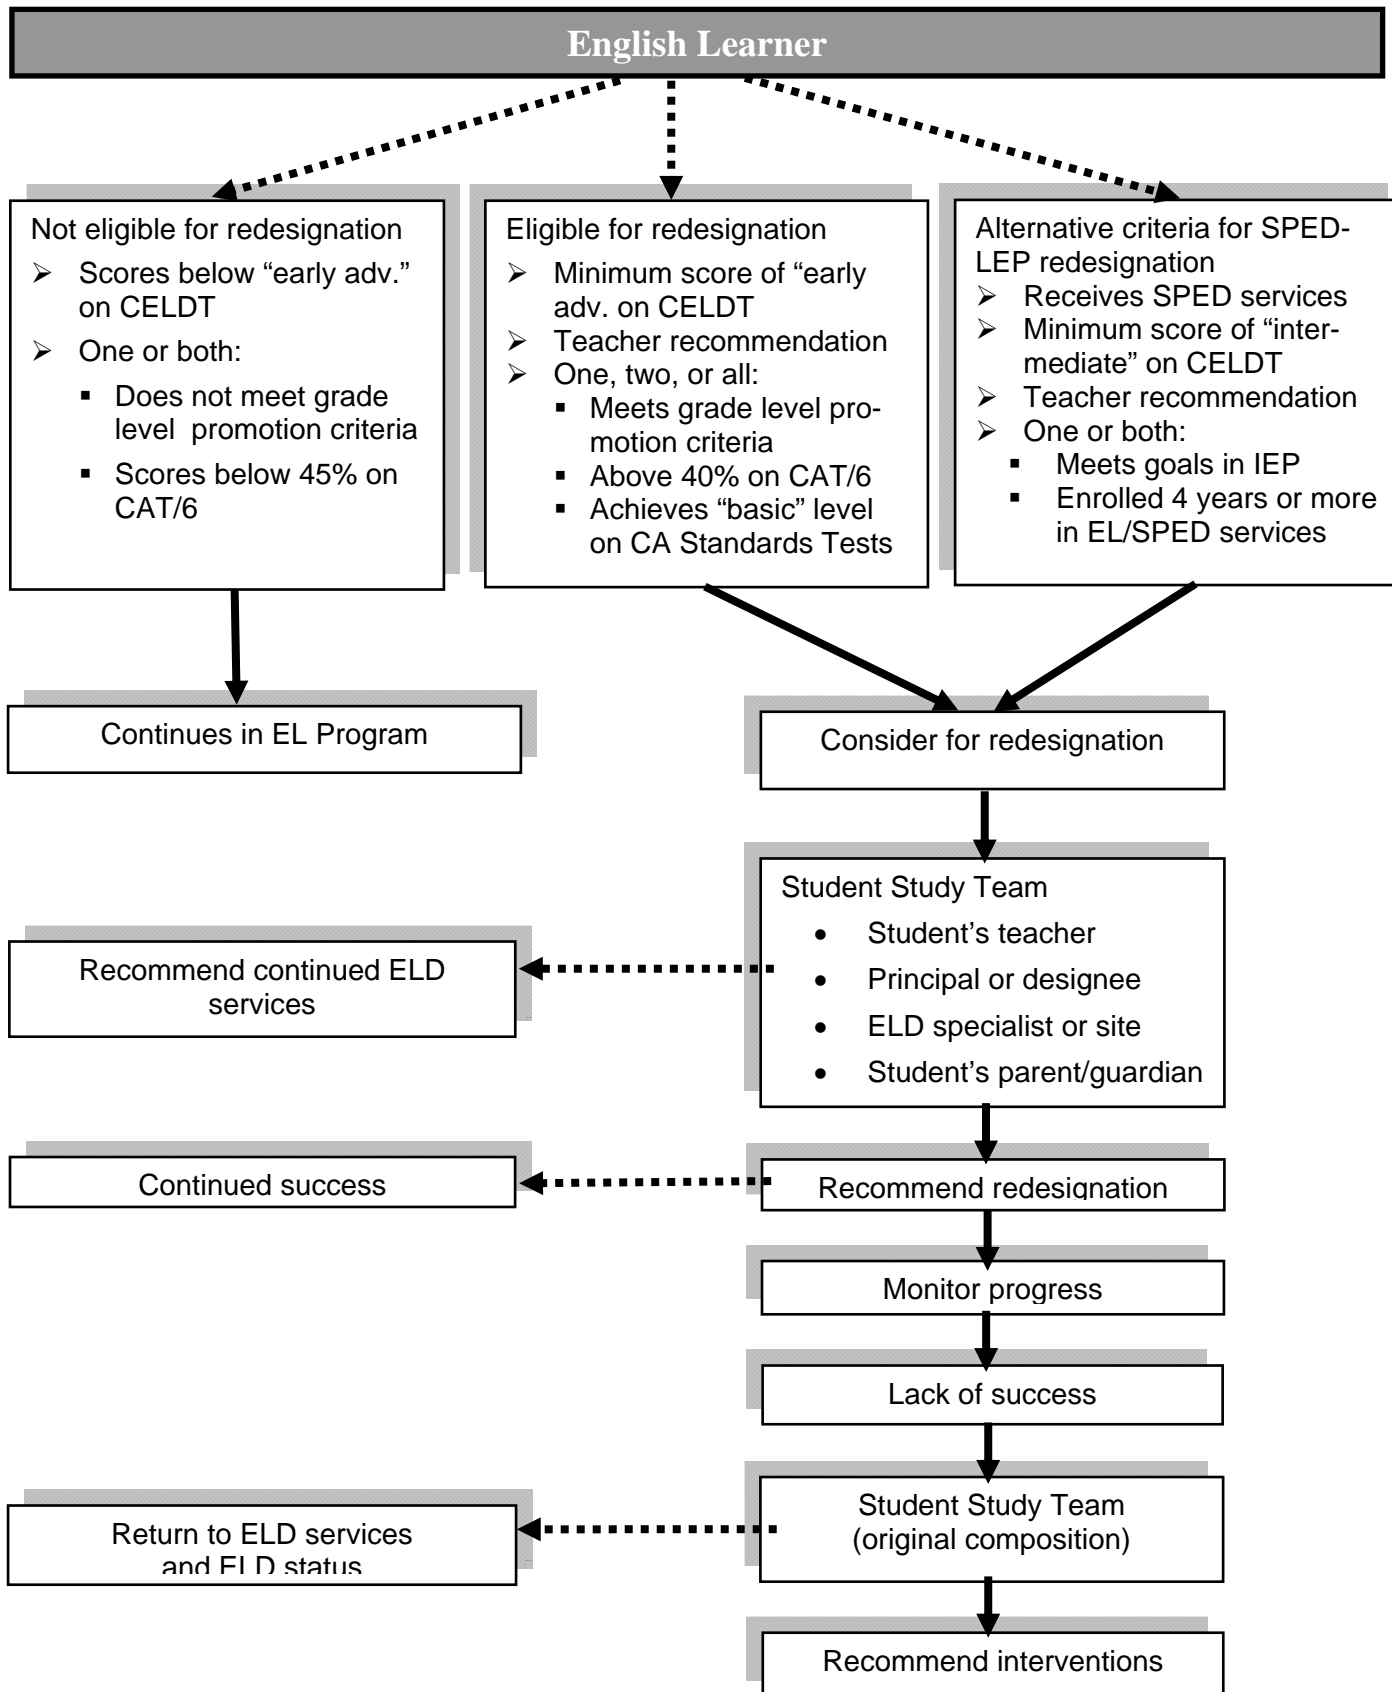 English Learner
Not eligible for redesignation
➢ Scores below “early adv.”
on CELDT
➢ One or both:
▪ Does not meet grade
level promotion criteria
▪ Scores below 45% on
CAT/6
Eligible for redesignation
➢ Minimum score of “early
adv. on CELDT
➢ Teacher recommendation
➢ One, two, or all:
▪ Meets grade level pro-
motion criteria
▪ Above 40% on CAT/6
▪ Achieves “basic” level
on CA Standards Tests
Alternative criteria for SPED-
LEP redesignation
➢ Receives SPED services
➢ Minimum score of “inter-
mediate” on CELDT
➢ Teacher recommendation
➢ One or both:
▪ Meets goals in IEP
▪ Enrolled 4 years or more
in EL/SPED services
Continues in EL Program
Consider for redesignation
Student Study Team
• Student’s teacher
• Principal or designee
• ELD specialist or site
• Student’s parent/guardian
Recommend continued ELD
services
Continued success
Recommend redesignation
Monitor progress
Lack of success
Student Study Team
(original composition)
Return to ELD services
and ELD status
Recommend interventions